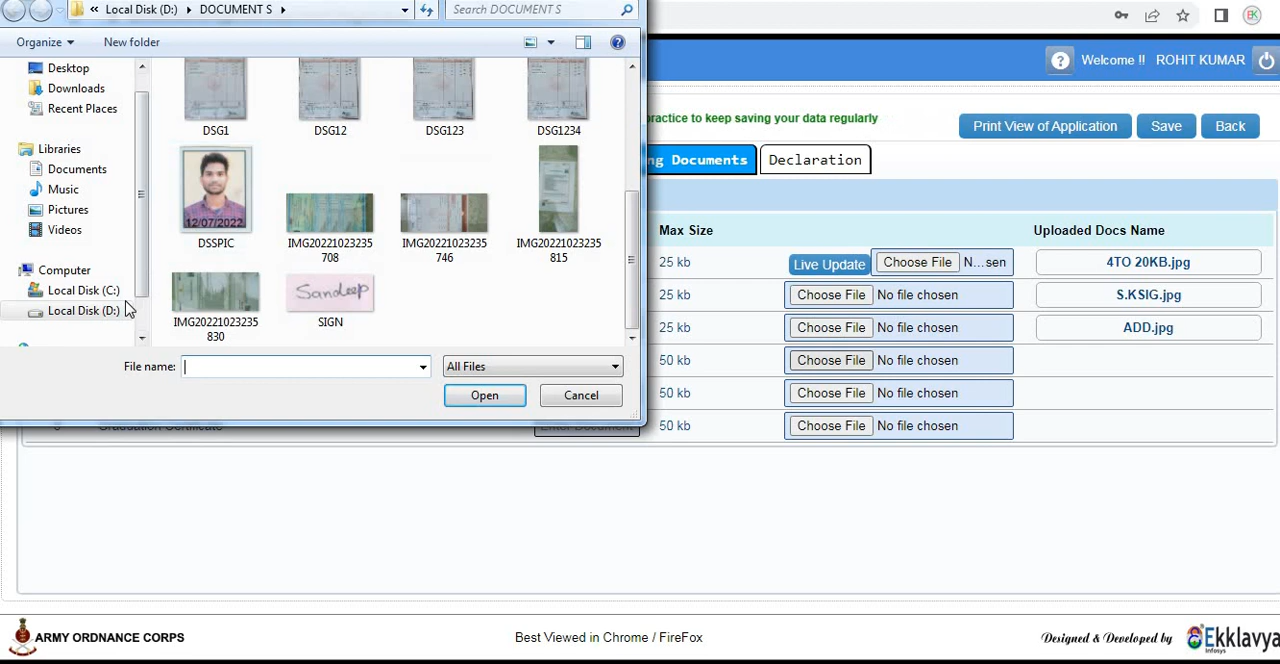 « Local Disk (D:) DOCUMENT S Search DOCUMENT S
Organize New folder
Welcome !! ROHIT KUMAR
Desktop
Downloads
Recent Places
Libraries
Documents
Music
Pictures
Videos
Computer
Local Disk (C:)
Local Disk (D:)
DSG1 DSG12 DSG123 DSG1234
12/07/2022
DSSPIC
IMG20221023235
708
IMG20221023235
746
IMG20221023235
815
IMG20221023235
830
Sandeep
SIGN
File name: All Files
Open Cancel
ractice to keep saving your data regularly
Print View of Application Save Back
ng Documents Declaration
Max Size Uploaded Docs Name
25 kb Live Update Choose File N...sen 4TO 20KB.jpg
25 kb Choose File No file chosen S.KSIG.jpg
25 kb Choose File No file chosen ADD.jpg
50 kb Choose File No file chosen
50 kb Choose File No file chosen
Graduation Certificate Enter Document 50 kb Choose File No file chosen
ARMY ORDNANCE CORPS Best Viewed in Chrome / FireFox Designed & Developed by Ekklavya
Infosys